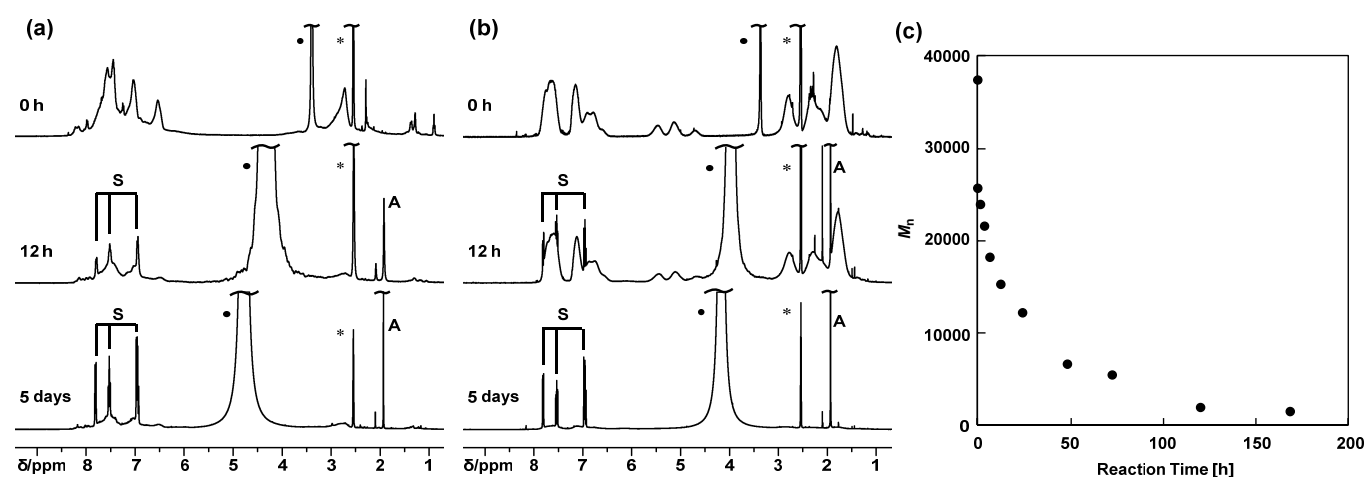 (a)
0 h
•
*
S
12 h
•
*
A
S
5 days
•
*
A
δ/ppm 8 7 6 5 4 3 2 1
(b)
0 h
•
*
S
12 h
•
*
A
S
5 days
•
*
A
δ/ppm 8 7 6 5 4 3 2 1
(c)
40000
30000
20000
10000
0
Mn
0 50 100 150 200
Reaction Time [h]